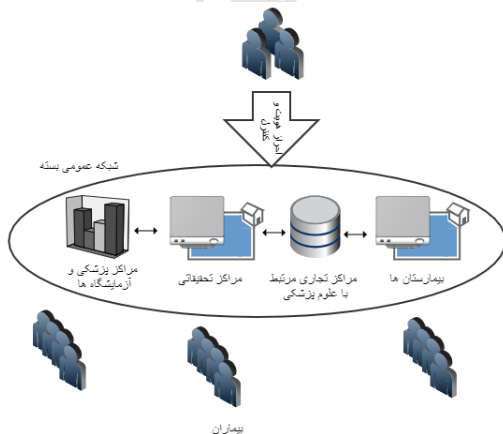 احراز هویت و
کنترل
شبکه عمومی بسته
بیمارستان ها
مراکز تجاری مرتبط
با علوم پزشکی
مراکز تحقیقاتی
مراکز پزشکی و
آزمایشگاه ها
بیماران